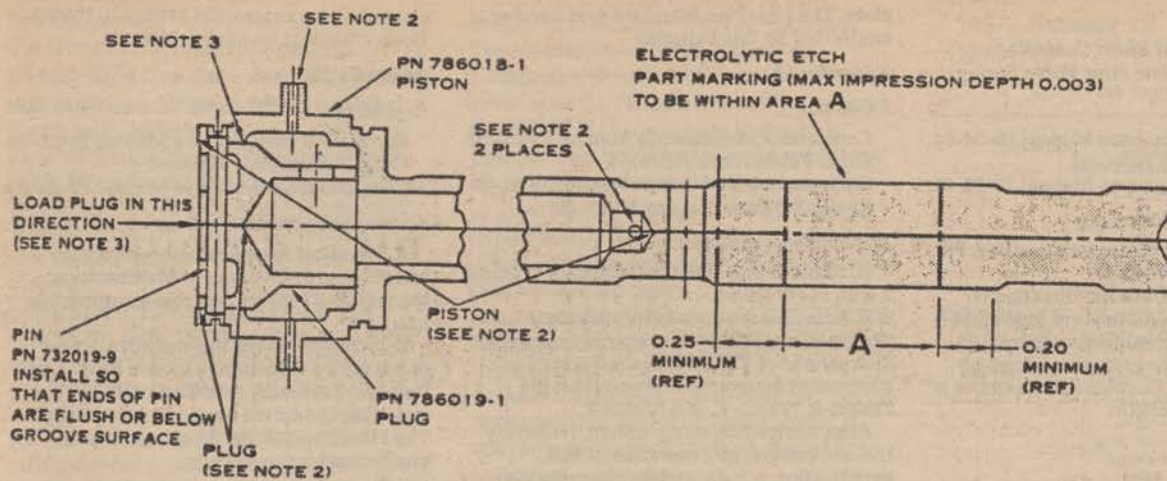 SEE NOTE 2
SEE NOTE 3
PN 786018-1
PISTON
ELECTROLYTIC ETCH
PART MARKING (MAX IMPRESSION DEPTH 0.003)
TO BE WITHIN AREA A
SEE NOTE 2
2 PLACES
LOAD PLUG IN THIS
DIRECTION
(SEE NOTE 3)
PISTON
(SEE NOTE 2)
0.25
MINIMUM
(REF)
A
0.20
MINIMUM
(REF)
PIN
PN 732019-9
INSTALL SO
THAT ENDS OF PIN
ARE FLUSH OR BELOW
GROOVE SURFACE
PN 786019-1
PLUG
PLUG
(SEE NOTE 2)